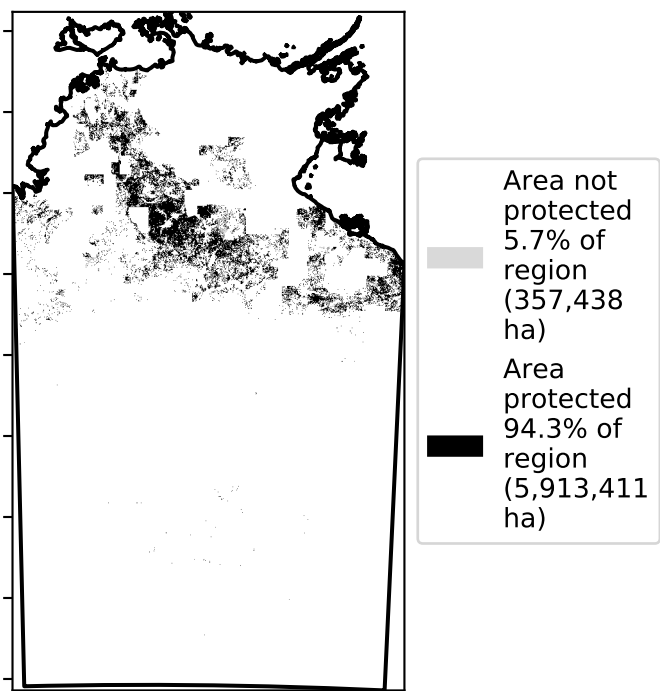 Area not
protected
5.7% of
region
(357,438
ha)
Area
protected
94.3% of
region
(5,913,411
ha)